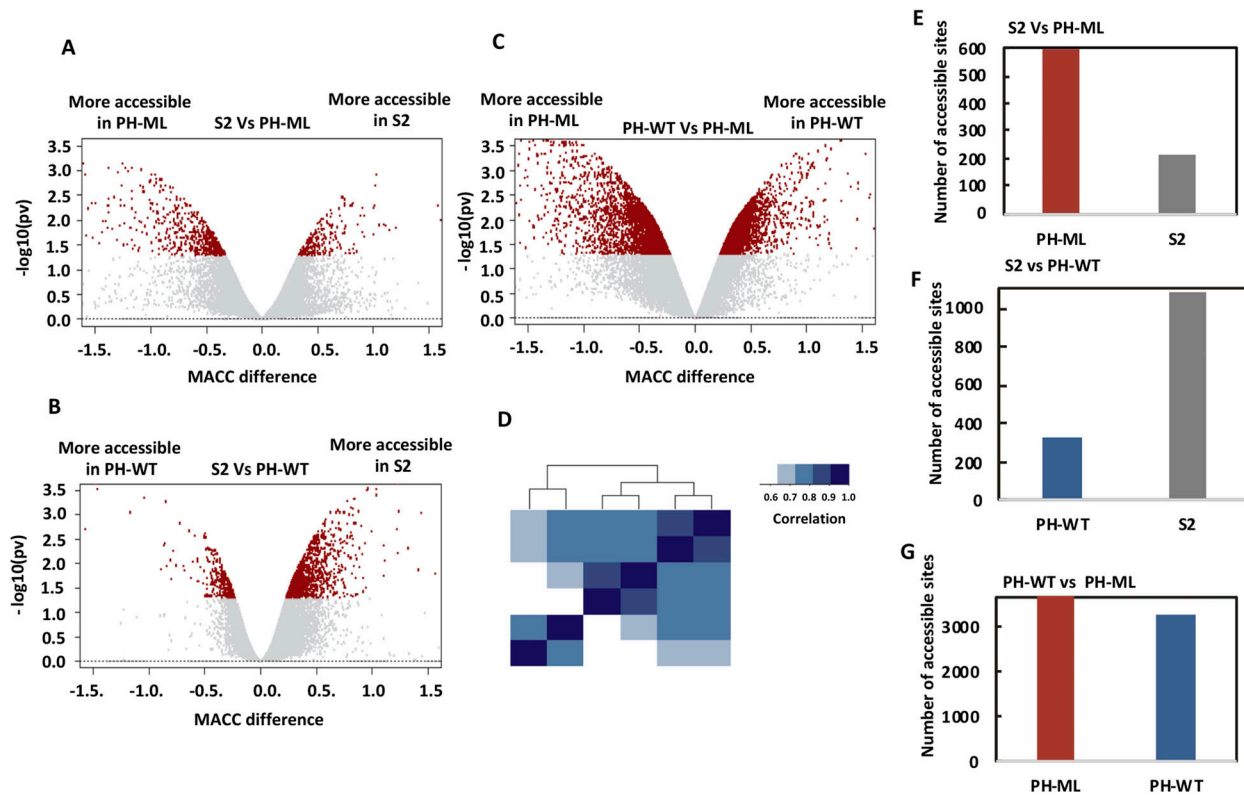 A
More accessible
in PH-ML
S2 Vs PH-ML
More accessible
in S2
-log10(pv)
3.5
3.0
2.5
2.0
1.5
1.0
0.5
0.0
-1.5.
-1.0.
-0.5.
0.0.
0.5.
1.0
1.5
MACC difference
B
More accessible
in PH-WT
S2 Vs PH-WT
More accessible
in S2
- log10(pv)
3.5
3.0
2.5
2.0
1.5
1.0
0.5
0.0
-1.5.
-1.0.
-0.5.
0.0.
0.5.
1.0
1.5
MACC difference
C
More accessible
in PH-ML
PH-WT Vs PH-ML
More accessible
in PH-WT
- log10(pv)
3.5
3.0
2.5
2.0
1.5
1.0
0.5
0.0
-1.5.
-1.0.
-0.5.
0.0.
0.5.
1.0
1.5
MACC difference
D
0.6 0.7 0.8 0.9 1.0
Correlation
E
S2 Vs PH-ML
Number of accessible sites
600
500
400
300
200
100
0
PH-ML
S2
F
S2 vs PH-WT
Number of accessible sites
1000
800
600
400
200
0
PH-WT
S2
G
PH-WT vs PH-ML
Number of accessible sites
3000
2000
1000
0
PH-ML
PH-WT